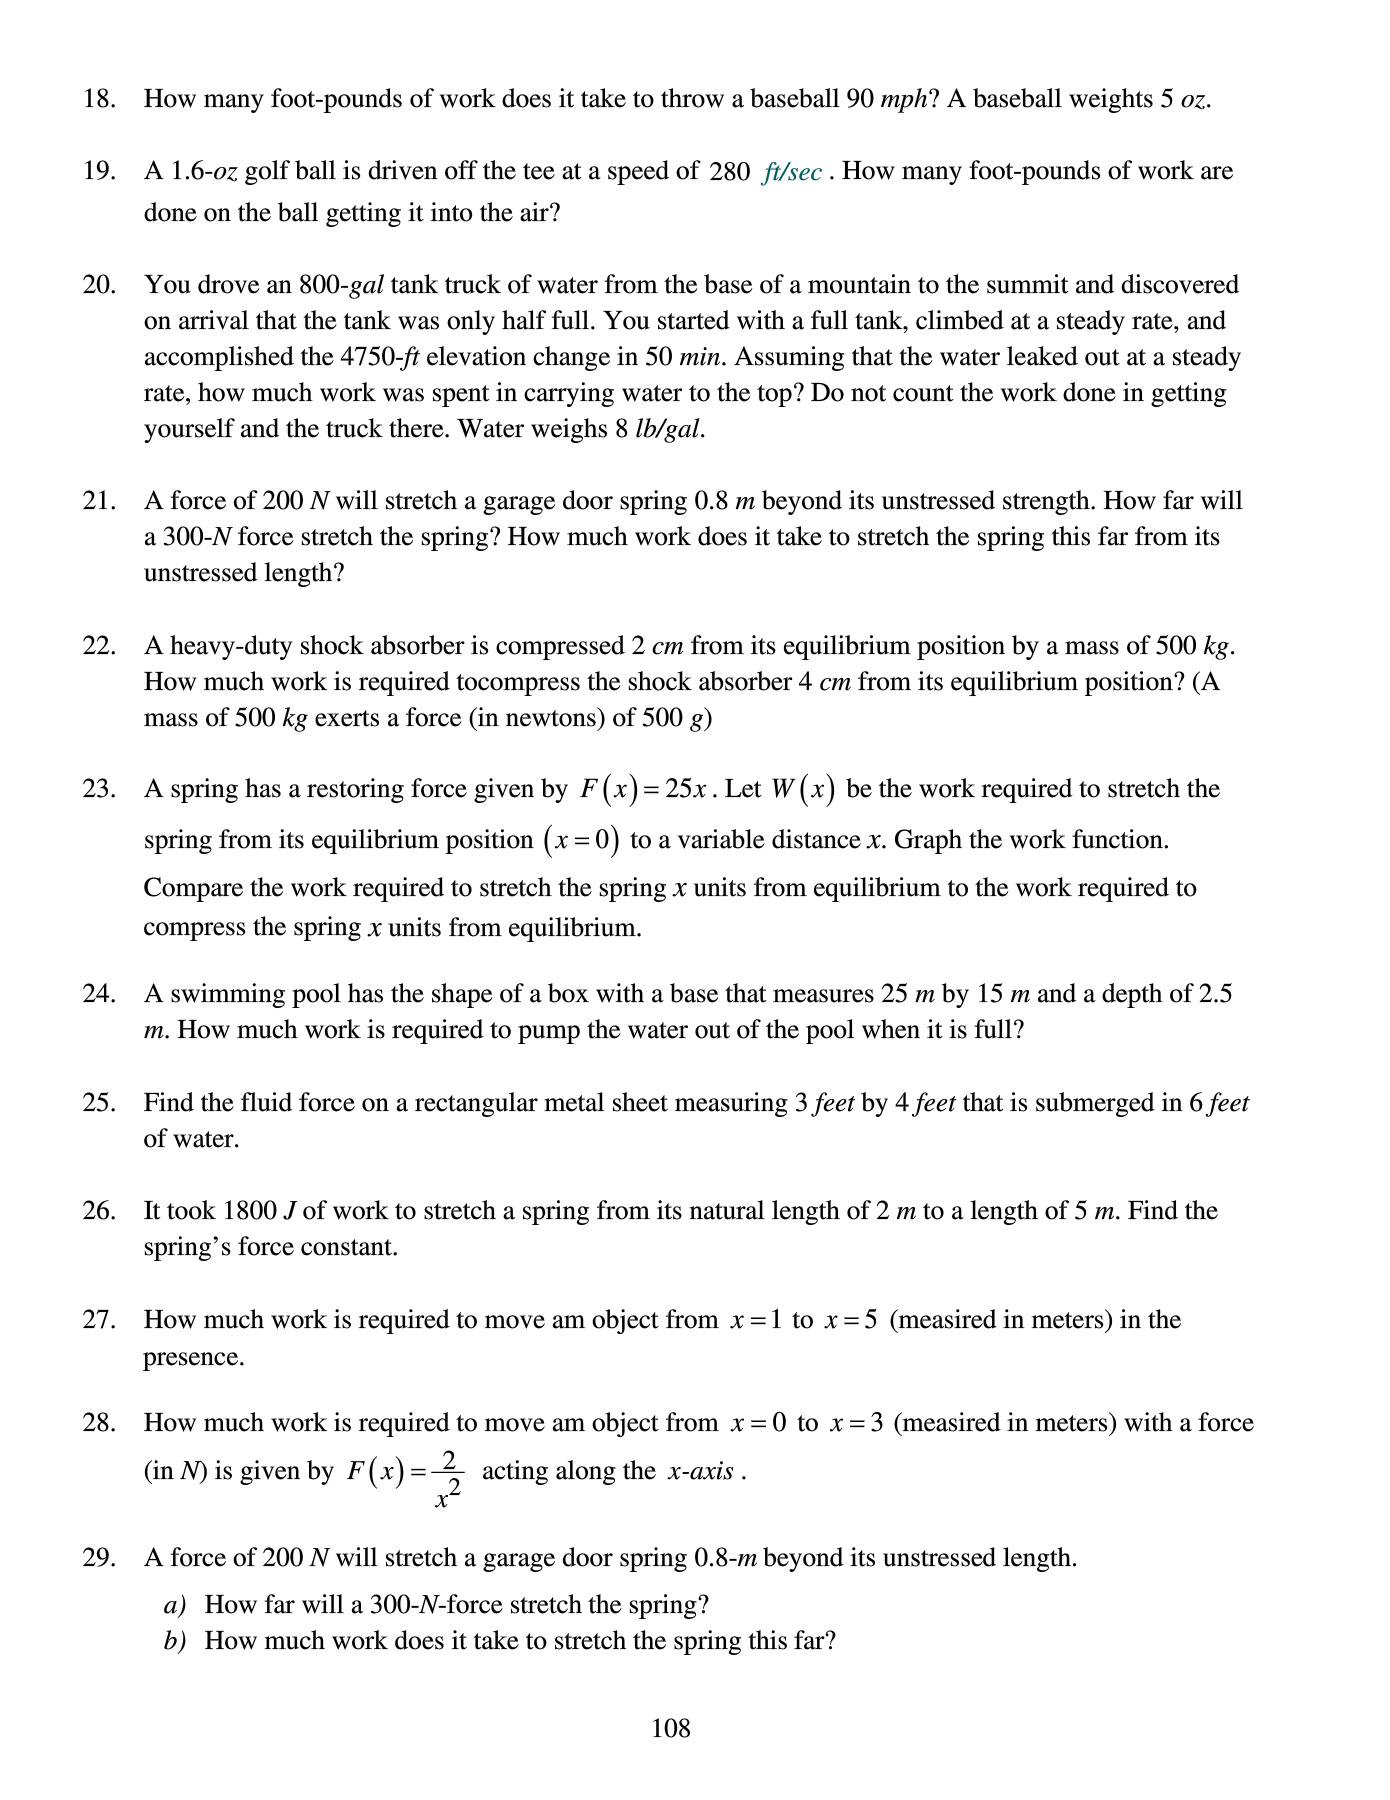 18. How many foot-pounds of work does it take to throw a baseball 90 mph? A baseball weights 5 oz.
19. A 1.6-oz golf ball is driven off the tee at a speed of 280 ft/sec . How many foot-pounds of work are
done on the ball getting it into the air?
20. You drove an 800-gal tank truck of water from the base of a mountain to the summit and discovered
on arrival that the tank was only half full. You started with a full tank, climbed at a steady rate, and
accomplished the 4750-ft elevation change in 50 min. Assuming that the water leaked out at a steady
rate, how much work was spent in carrying water to the top? Do not count the work done in getting
yourself and the truck there. Water weighs 8 lb/gal.
21. A force of 200 N will stretch a garage door spring 0.8 m beyond its unstressed strength. How far will
a 300-N force stretch the spring? How much work does it take to stretch the spring this far from its
unstressed length?
22. A heavy-duty shock absorber is compressed 2 cm from its equilibrium position by a mass of 500 kg.
How much work is required tocompress the shock absorber 4 cm from its equilibrium position? (A
mass of 500 kg exerts a force (in newtons) of 500 g)
23. A spring has a restoring force given by F(x) = 25x . Let W(x) be the work required to stretch the
spring from its equilibrium position (x = 0) to a variable distance x. Graph the work function.
Compare the work required to stretch the spring x units from equilibrium to the work required to
compress the spring x units from equilibrium.
24. A swimming pool has the shape of a box with a base that measures 25 m by 15 m and a depth of 2.5
m. How much work is required to pump the water out of the pool when it is full?
25. Find the fluid force on a rectangular metal sheet measuring 3 feet by 4 feet that is submerged in 6 feet
of water.
26. It took 1800 J of work to stretch a spring from its natural length of 2 m to a length of 5 m. Find the
spring's force constant.
27. How much work is required to move am object from x = 1 to x = 5 (measired in meters) in the
presence.
28. How much work is required to move am object from x = 0 to x = 3 (measired in meters) with a force
(in N) is given by F(x) = 2/x² acting along the x-axis .
29. A force of 200 N will stretch a garage door spring 0.8-m beyond its unstressed length.
a) How far will a 300-N-force stretch the spring?
b) How much work does it take to stretch the spring this far?
108